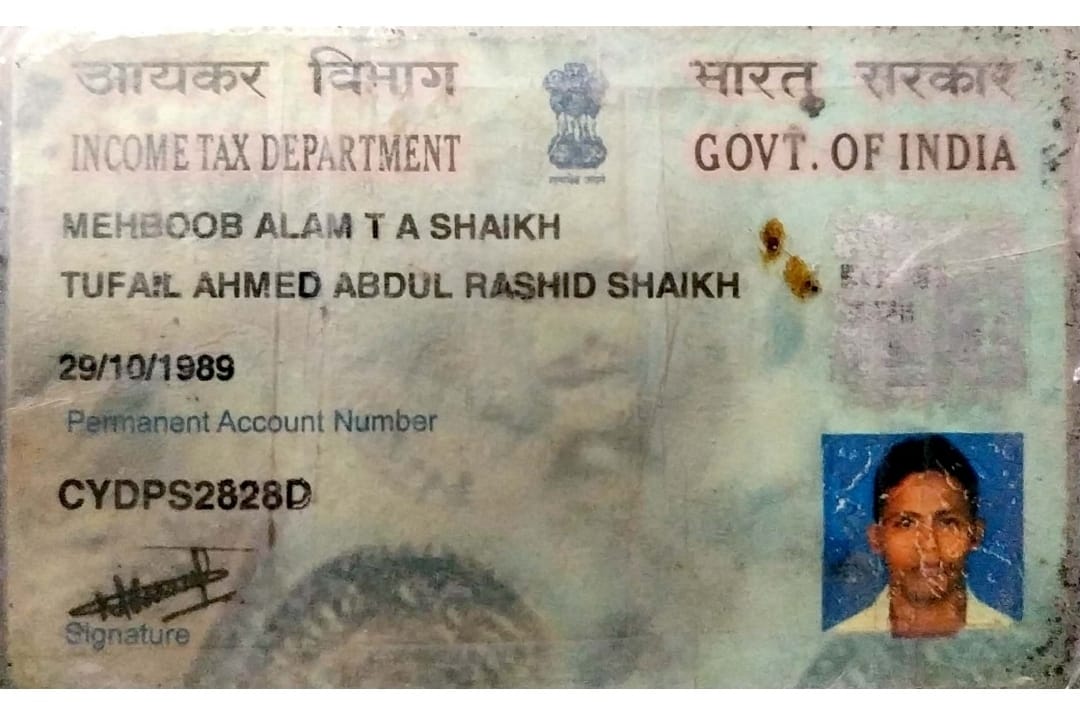 आयकर विभाग
भारत सरकार
INCOME TAX DEPARTMENT
GOVT. OF INDIA
MEHBOOB ALAM T A SHAIKH
TUFAIL AHMED ABDUL RASHID SHAIKH
29/10/1989
Permanent Account Number
CYDPS2828D
Signature